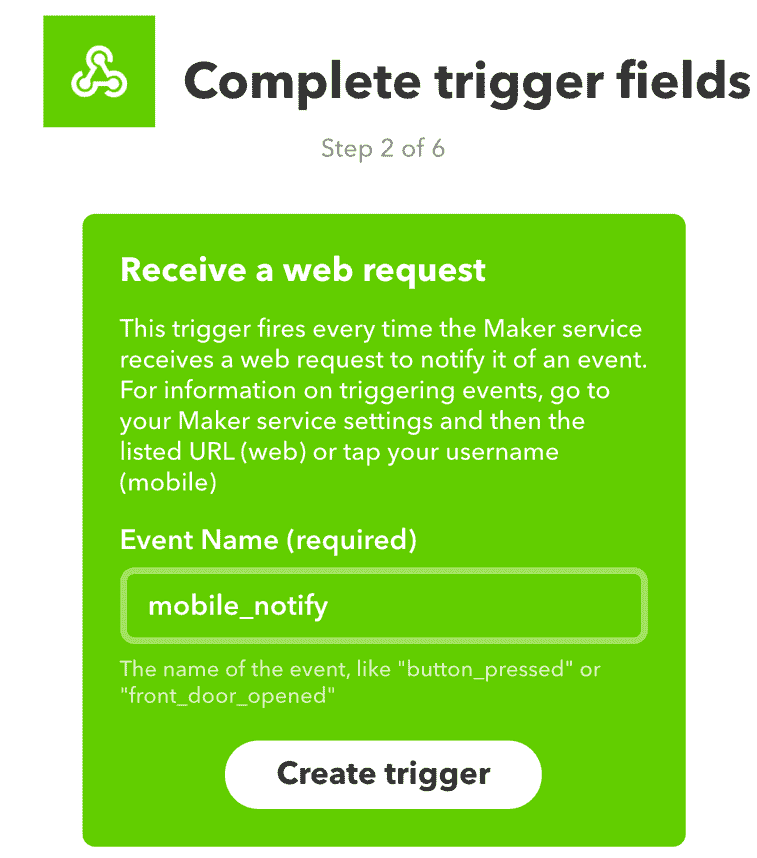 Complete trigger fields
Step 2 of 6
Receive a web request
This trigger fires every time the Maker service
receives a web request to notify it of an event.
For information on triggering events, go to
your Maker service settings and then the
listed URL (web) or tap your username
(mobile)
Event Name (required)
mobile_notify
The name of the event, like "button_pressed" or
"front_door_opened"
Create trigger